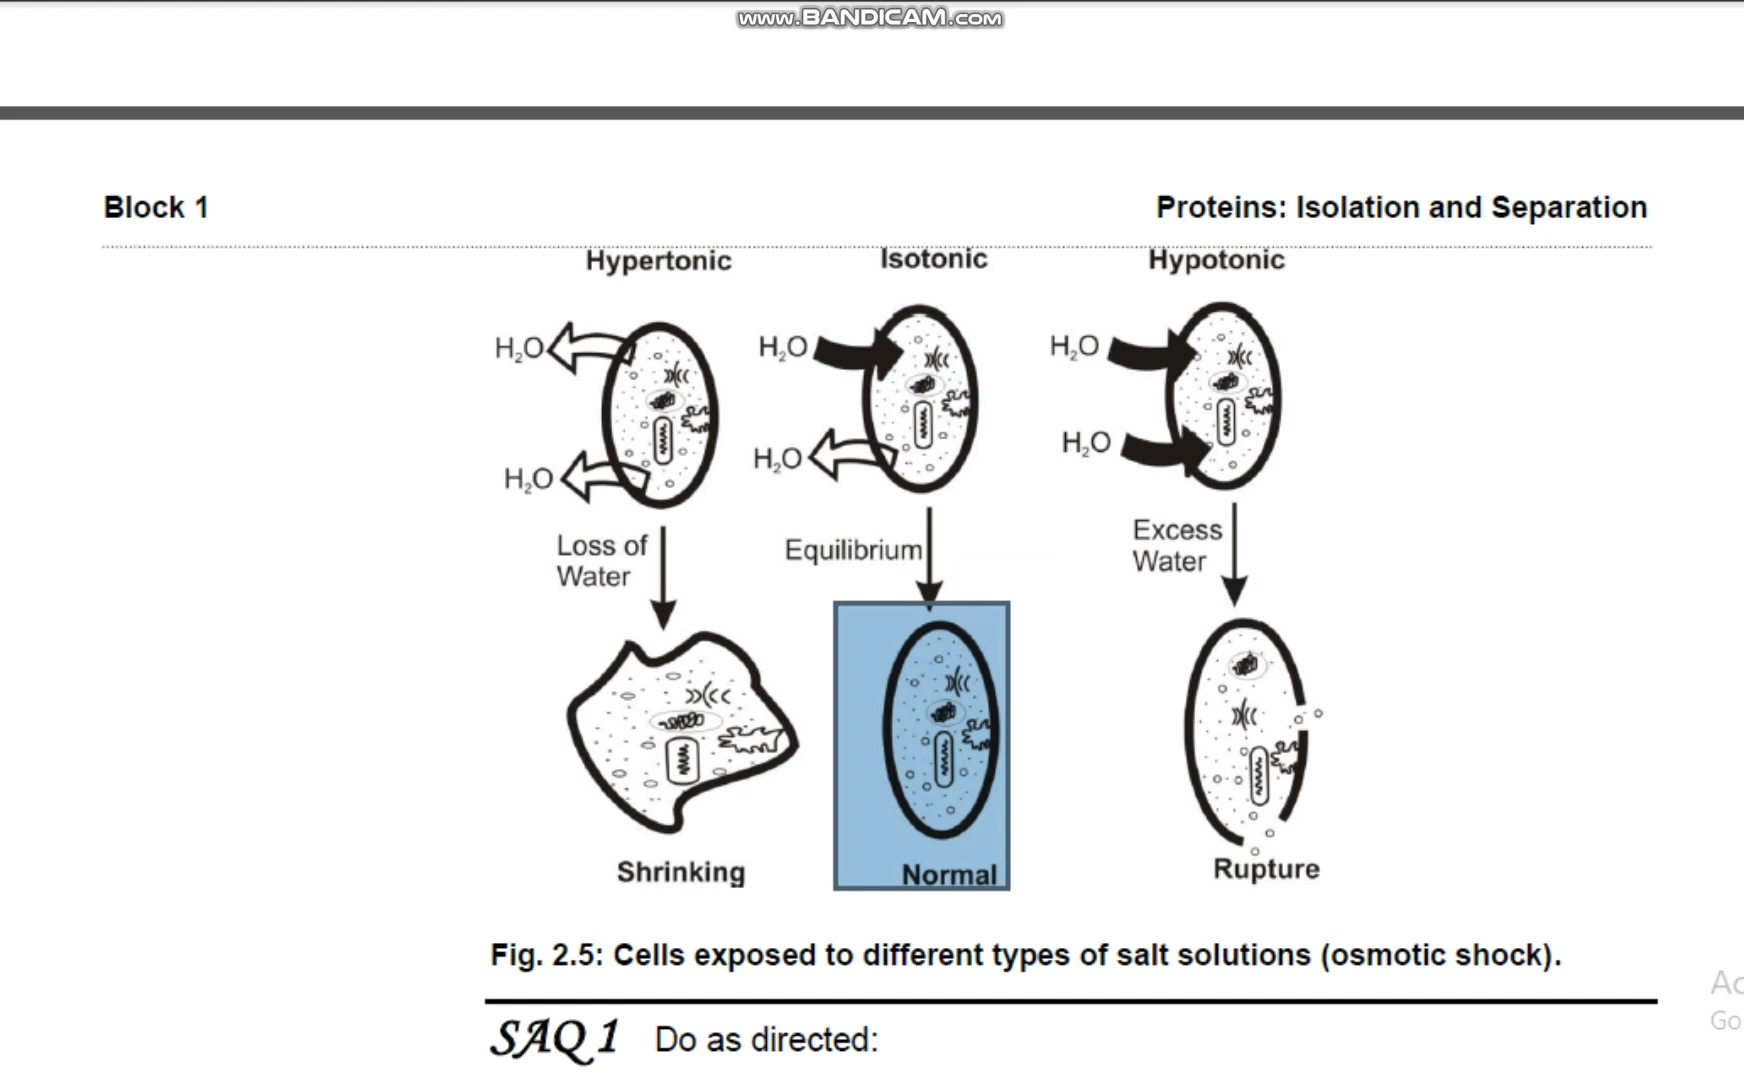 www.BANDICAM.com
Block 1
Proteins: Isolation and Separation
Hypertonic
Isotonic
Hypotonic
H₂O
H₂O
H₂O
H₂O
H₂O
H₂O
Loss of
Water
Equilibrium
Excess
Water
Shrinking
Normal
Rupture
Fig. 2.5: Cells exposed to different types of salt solutions (osmotic shock).
SAQ 1 Do as directed:
Go